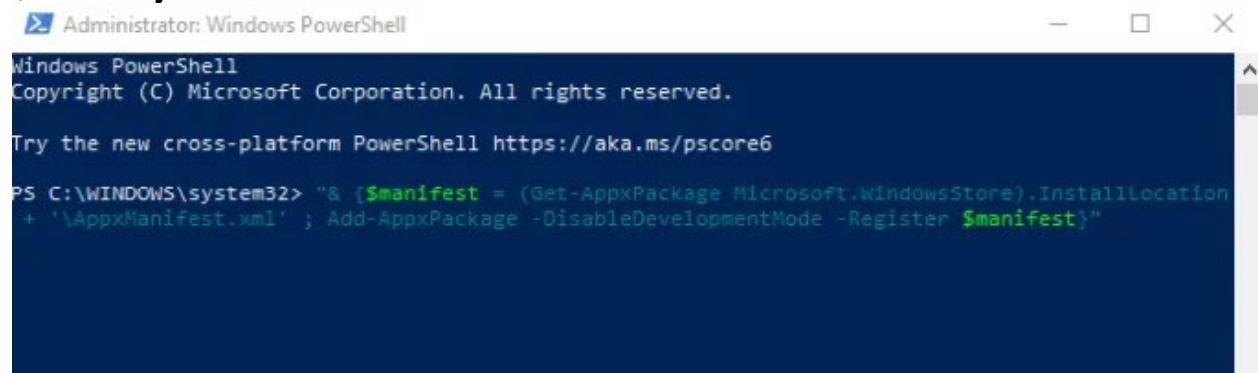 Administrator: Windows PowerShell
Windows PowerShell
Copyright (C) Microsoft Corporation. All rights reserved.
Try the new cross-platform PowerShell https://aka.ms/pscore6
PS C:\WINDOWS\system32> "& {$manifest = (Get-AppxPackage Microsoft.WindowsStore).InstallLocation
+ '\AppxManifest.xml' ; Add-AppxPackage -DisableDevelopmentMode -Register $manifest}"